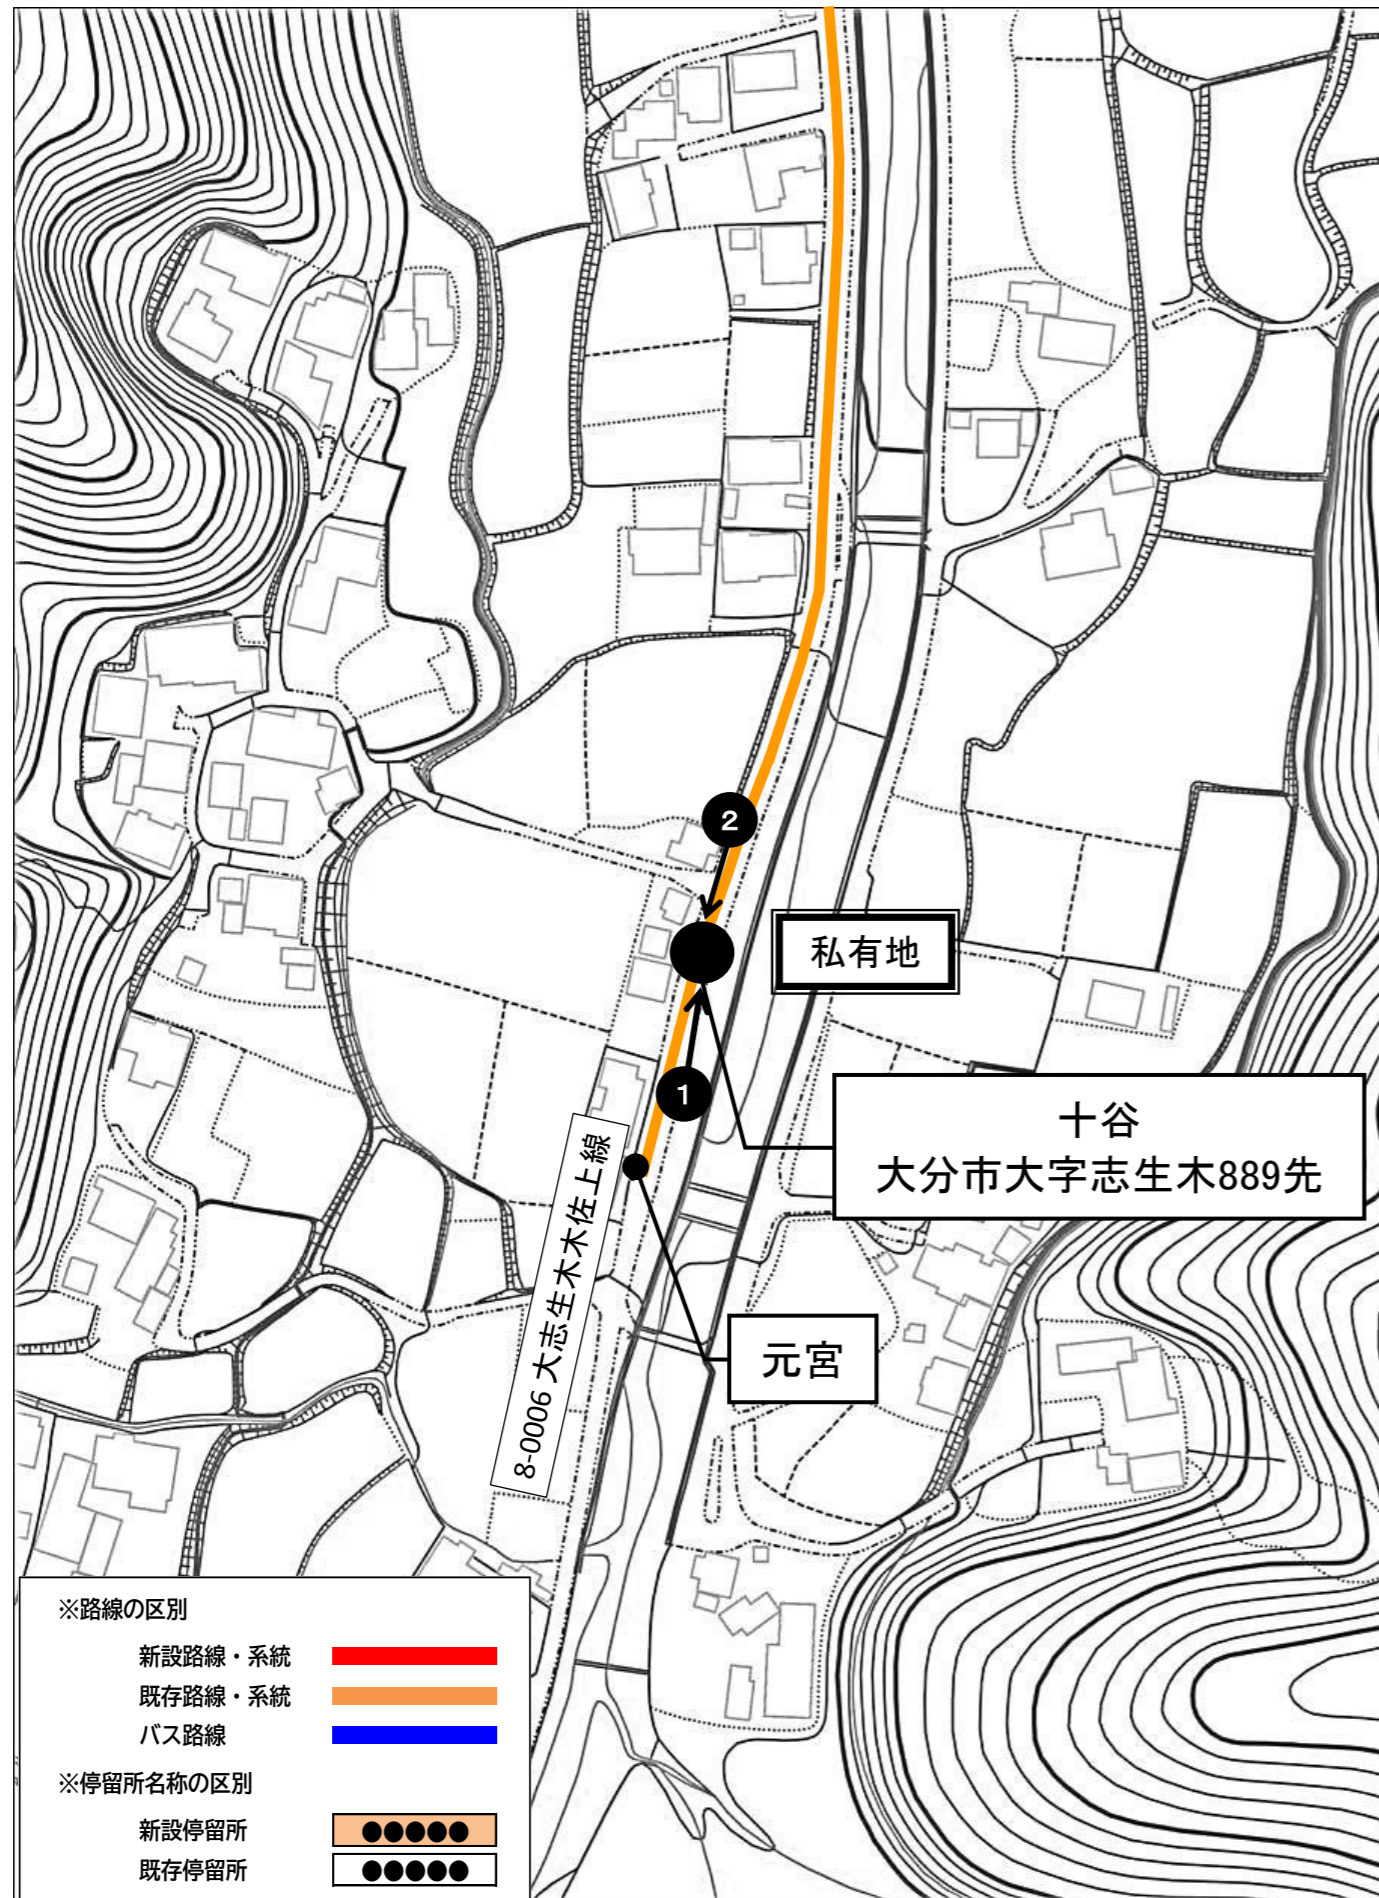 2
私有地
1
十谷
大分市大字志生木889先
8-0006 大志生木木佐上線
元宮
※路線の区別
新設路線・系統
既存路線・系統
バス路線
※停留所名称の区別
新設停留所 ●●●●●
既存停留所 ●●●●●